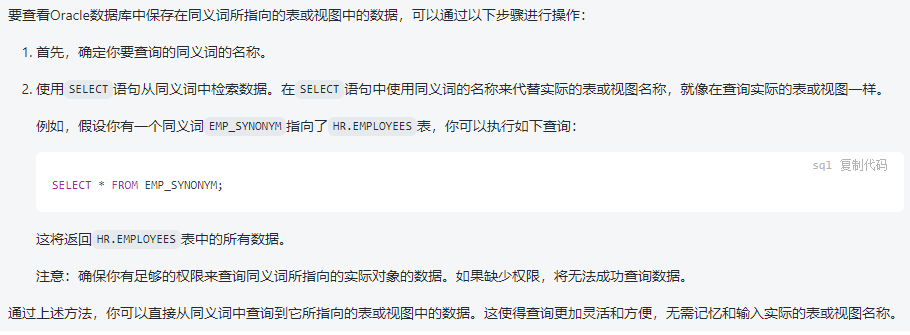 要查看Oracle数据库中保存在同义词所指向的表或视图中的数据，可以通过以下步骤进行操作：
1. 首先，确定你要查询的同义词的名称。
2. 使用 SELECT 语句从同义词中检索数据。在 SELECT 语句中使用同义词的名称来代替实际的表或视图名称，就像在查询实际的表或视图一样。
例如，假设你有一个同义词 EMP_SYNONYM 指向了 HR.EMPLOYEES 表，你可以执行如下查询：
sql 复制代码
SELECT * FROM EMP_SYNONYM;
这将返回 HR.EMPLOYEES 表中的所有数据。
注意：确保你有足够的权限来查询同义词所指向的实际对象的数据。如果缺少权限，将无法成功查询数据。
通过上述方法，你可以直接从同义词中查询到它所指向的表或视图中的数据。这使得查询更加灵活和方便，无需记忆和输入实际的表或视图名称。